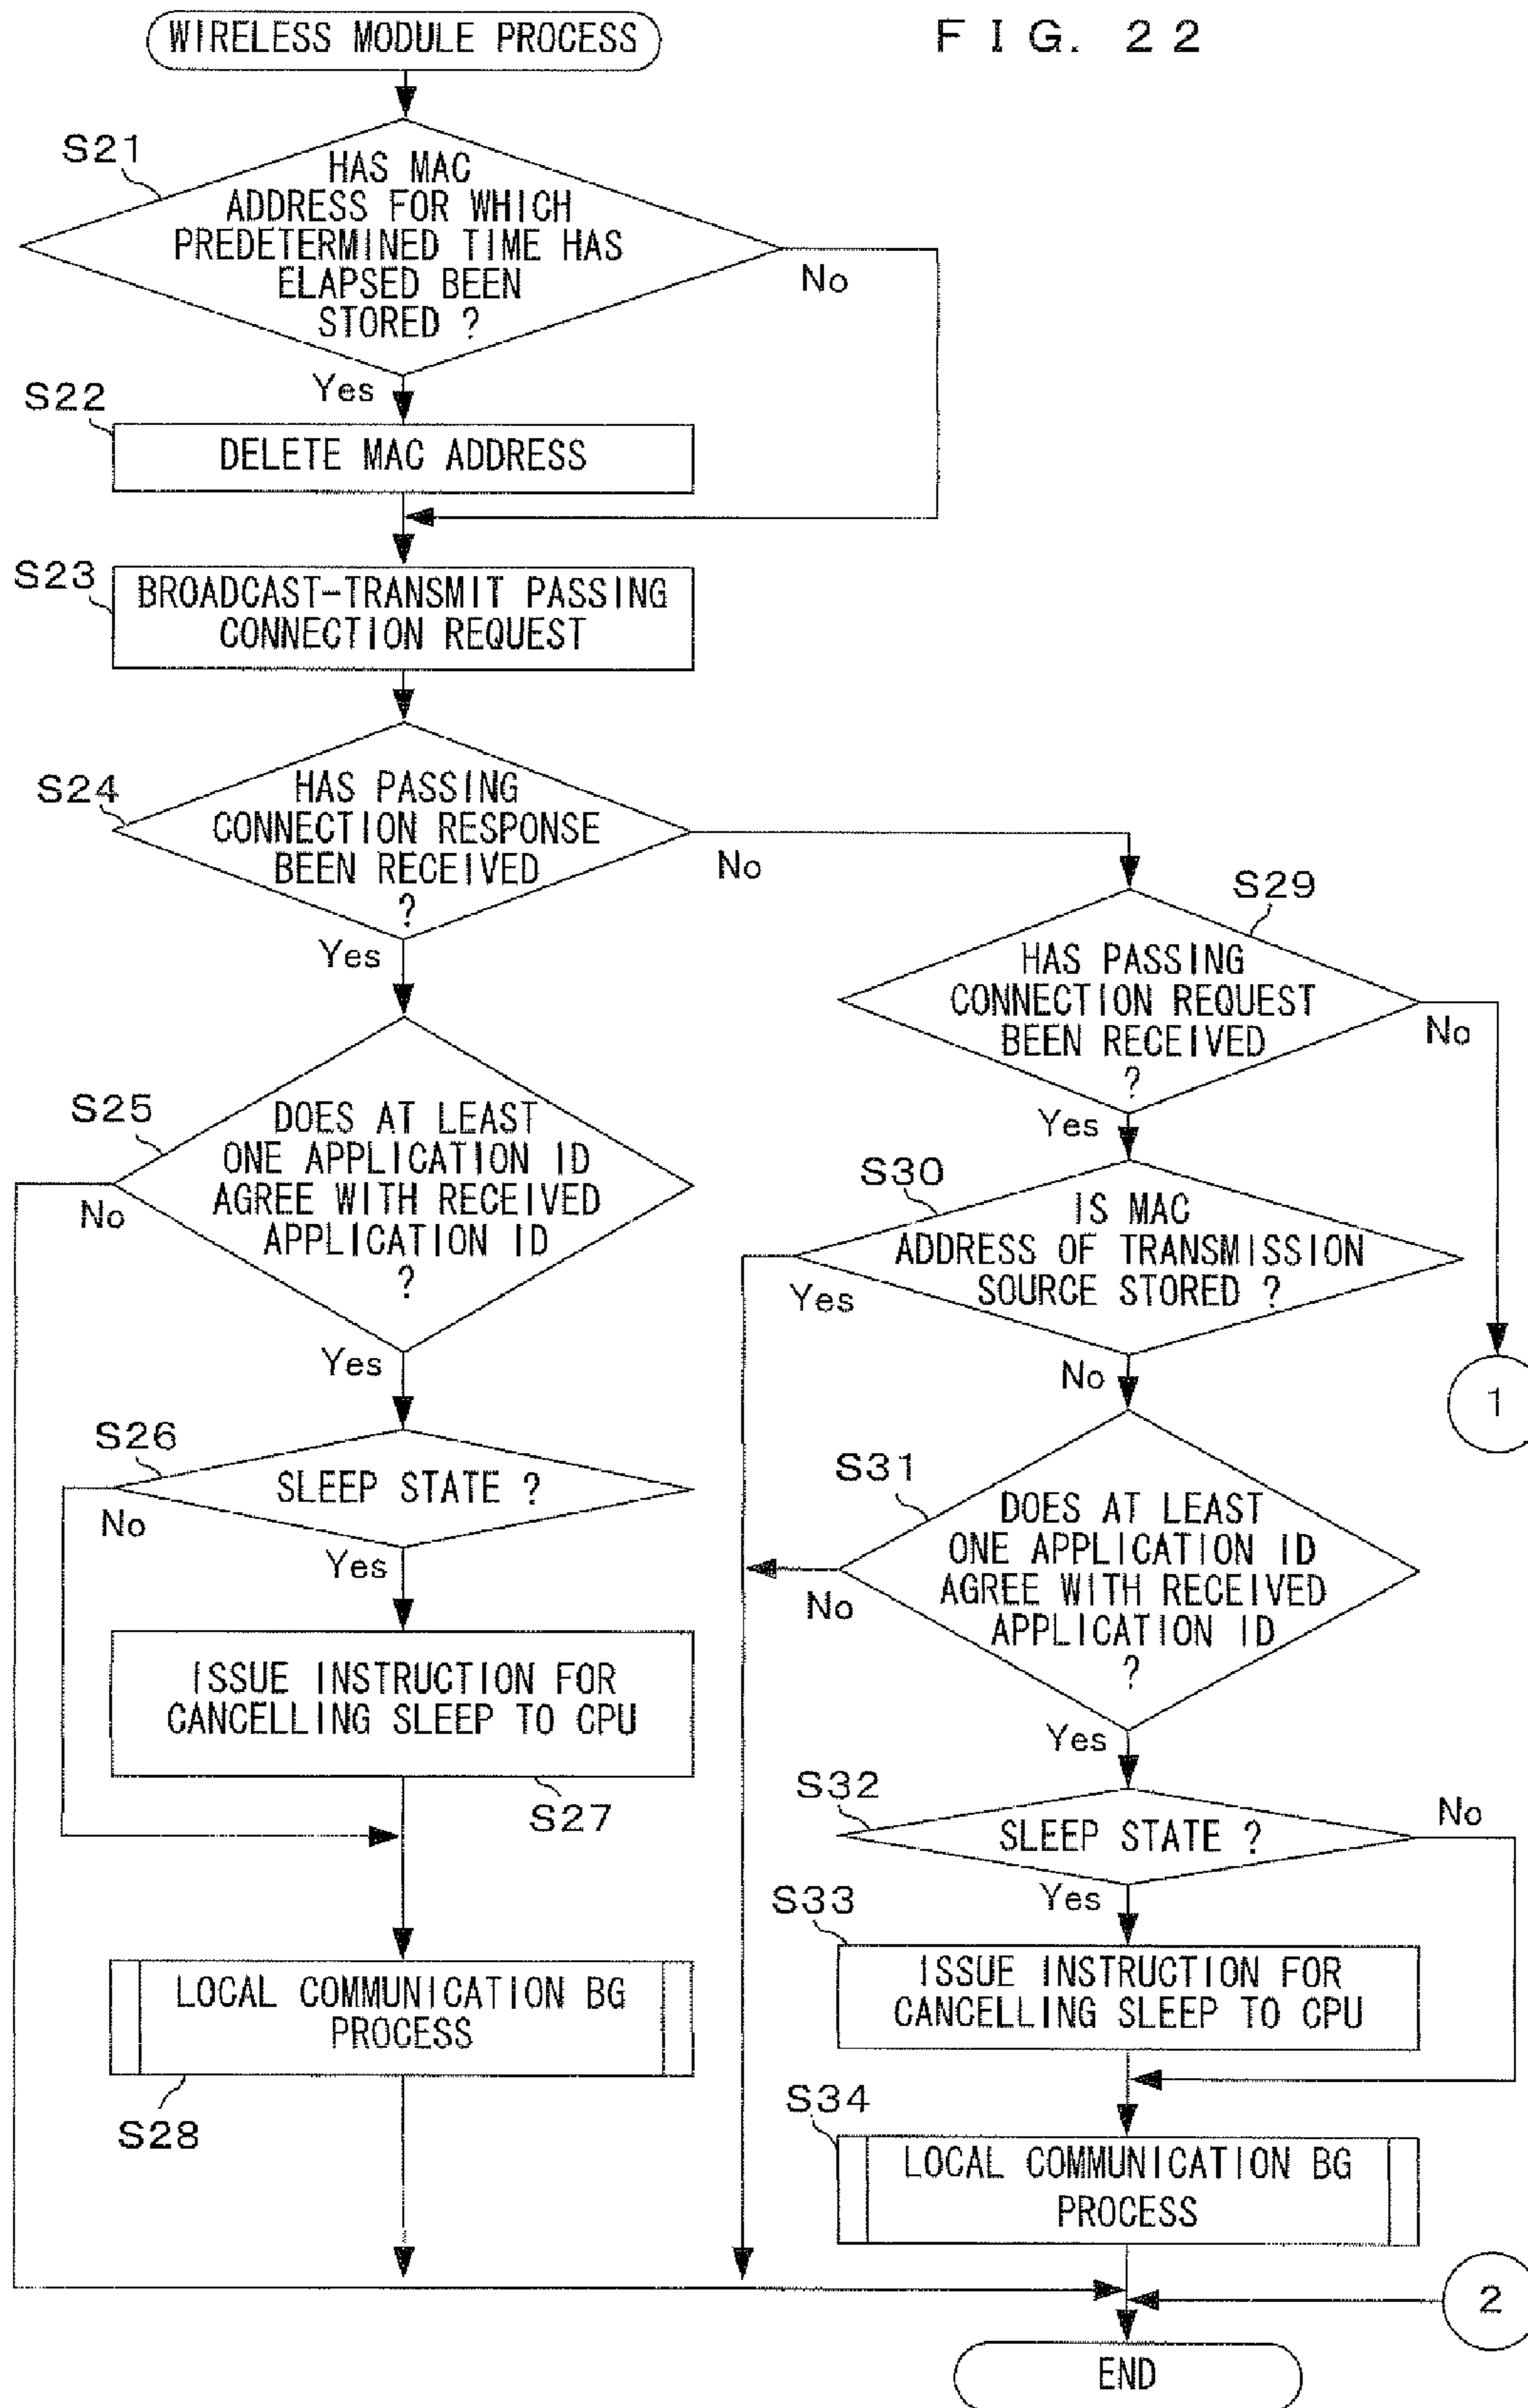 WIRELESS MODULE PROCESS
FIG. 22
S21
HAS MAC
ADDRESS FOR WHICH
PREDETERMINED TIME HAS
ELAPSED BEEN
STORED ?
No
Yes
S22
DELETE MAC ADDRESS
S23
BROADCAST-TRANSMIT PASSING
CONNECTION REQUEST
S24
HAS PASSING
CONNECTION RESPONSE
BEEN RECEIVED
?
No
Yes
S25
DOES AT LEAST
ONE APPLICATION ID
AGREE WITH RECEIVED
APPLICATION ID
?
No
Yes
S26
SLEEP STATE ?
No
Yes
ISSUE INSTRUCTION FOR
CANCELLING SLEEP TO CPU
S27
LOCAL COMMUNICATION BG
PROCESS
S28
S29
HAS PASSING
CONNECTION REQUEST
BEEN RECEIVED
?
No
Yes
1
S30
IS MAC
ADDRESS OF TRANSMISSION
SOURCE STORED ?
Yes
No
S31
DOES AT LEAST
ONE APPLICATION ID
AGREE WITH RECEIVED
APPLICATION ID
?
No
Yes
S32
SLEEP STATE ?
No
Yes
S33
ISSUE INSTRUCTION FOR
CANCELLING SLEEP TO CPU
S34
LOCAL COMMUNICATION BG
PROCESS
2
END